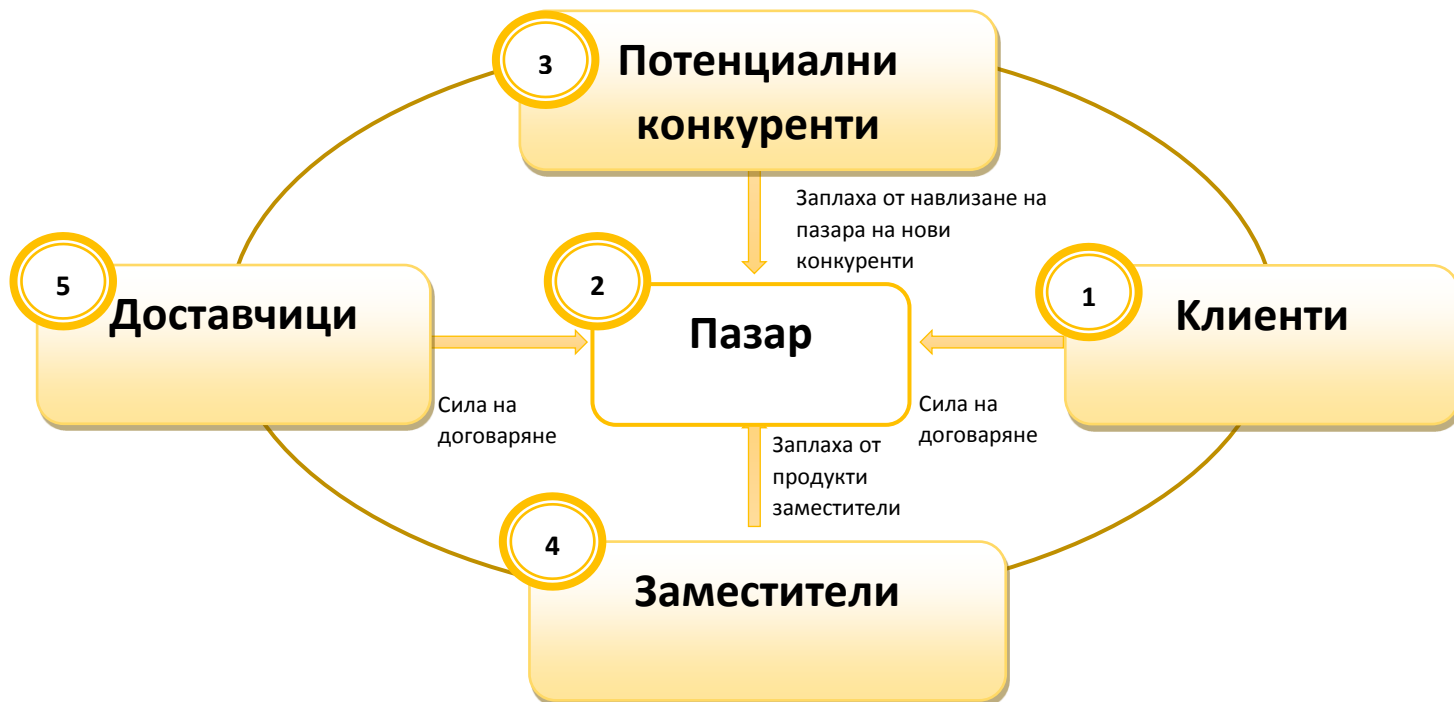 3
Потенциални
конкуренти
Заплаха от навлизане на
пазара на нови
конкуренти
5
Доставчици
2
Пазар
1
Клиенти
Сила на
договаряне
Сила на
договаряне
Заплаха от
продукти
заместители
4
Заместители